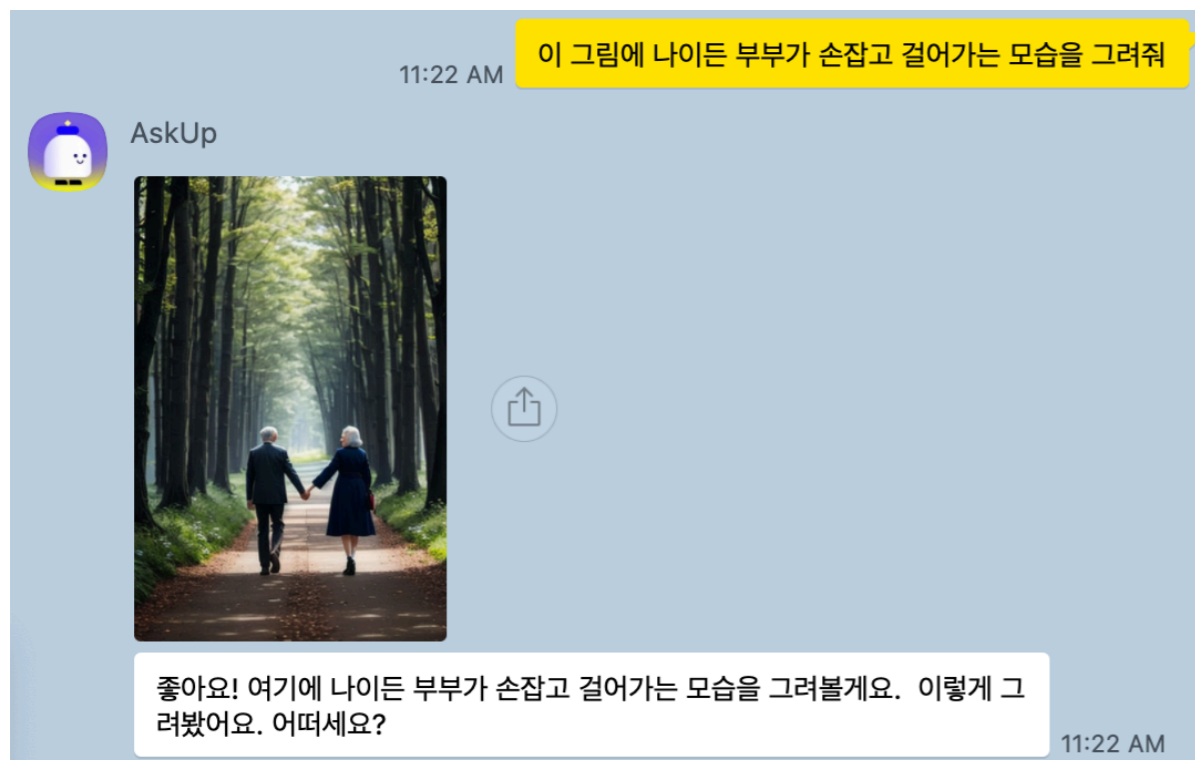 이 그림에 나이든 부부가 손잡고 걸어가는 모습을 그려줘
11:22 AM
AskUp
좋아요! 여기에 나이든 부부가 손잡고 걸어가는 모습을 그려볼게요.  이렇게 그
려봤어요. 어떠세요?
11:22 AM